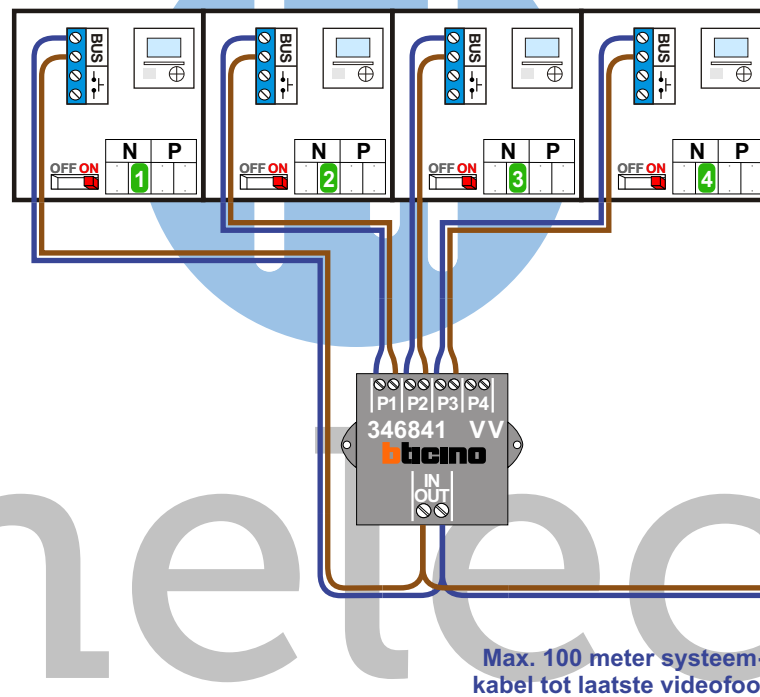 BUS BUS BUS BUS
N P N P N P N P
OFF ON OFF ON OFF ON OFF ON
1 2 3 4
P1 P2 P3 P4
346841 VV
bticino
IN
OUT
Max. 100 meter systeem-
kabel tot laatste videofoo